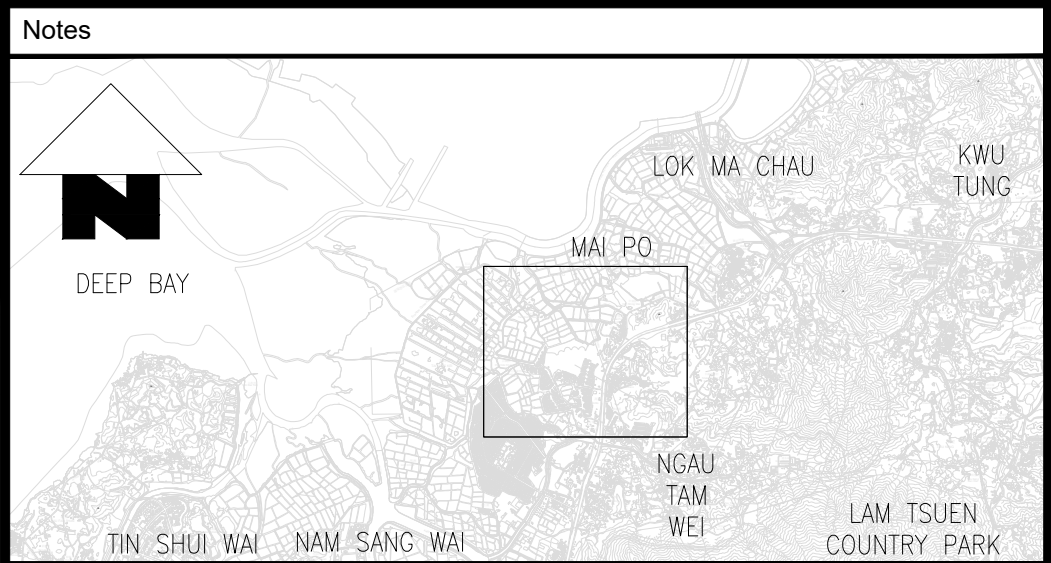 Notes
N
LOK MA CHAU
KWU
TUNG
MAI PO
DEEP BAY
NGAU
TAM
WEI
LAM TSUEN
COUNTRY PARK
TIN SHUI WAI
NAM SANG WAI